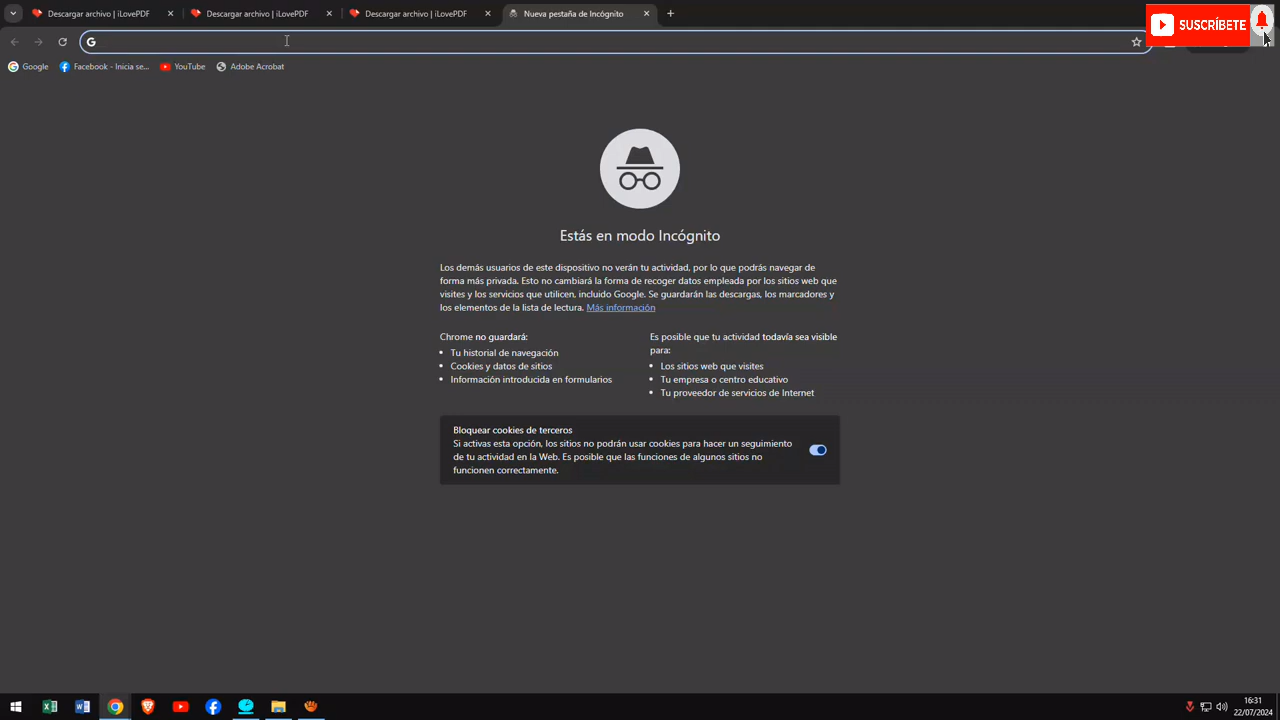 Descargar archivo | iLovePDF
Descargar archivo | iLovePDF
Descargar archivo | iLovePDF
Nueva pestaña de Incógnito
SUSCRÍBETE
Google
Facebook - Inicia se...
YouTube
Adobe Acrobat
Estás en modo Incógnito
Los demás usuarios de este dispositivo no verán tu actividad, por lo que podrás navegar de
forma más privada. Esto no cambiará la forma de recoger datos empleada por los sitios web que
visites y los servicios que utilicen, incluido Google. Se guardarán las descargas, los marcadores y
los elementos de la lista de lectura. Más información
Chrome no guardará:
Tu historial de navegación
Cookies y datos de sitios
Información introducida en formularios
Es posible que tu actividad todavía sea visible
para:
Los sitios web que visites
Tu empresa o centro educativo
Tu proveedor de servicios de Internet
Bloquear cookies de terceros
Si activas esta opción, los sitios no podrán usar cookies para hacer un seguimiento
de tu actividad en la Web. Es posible que las funciones de algunos sitios no
funcionen correctamente.
16:31
22/07/2024